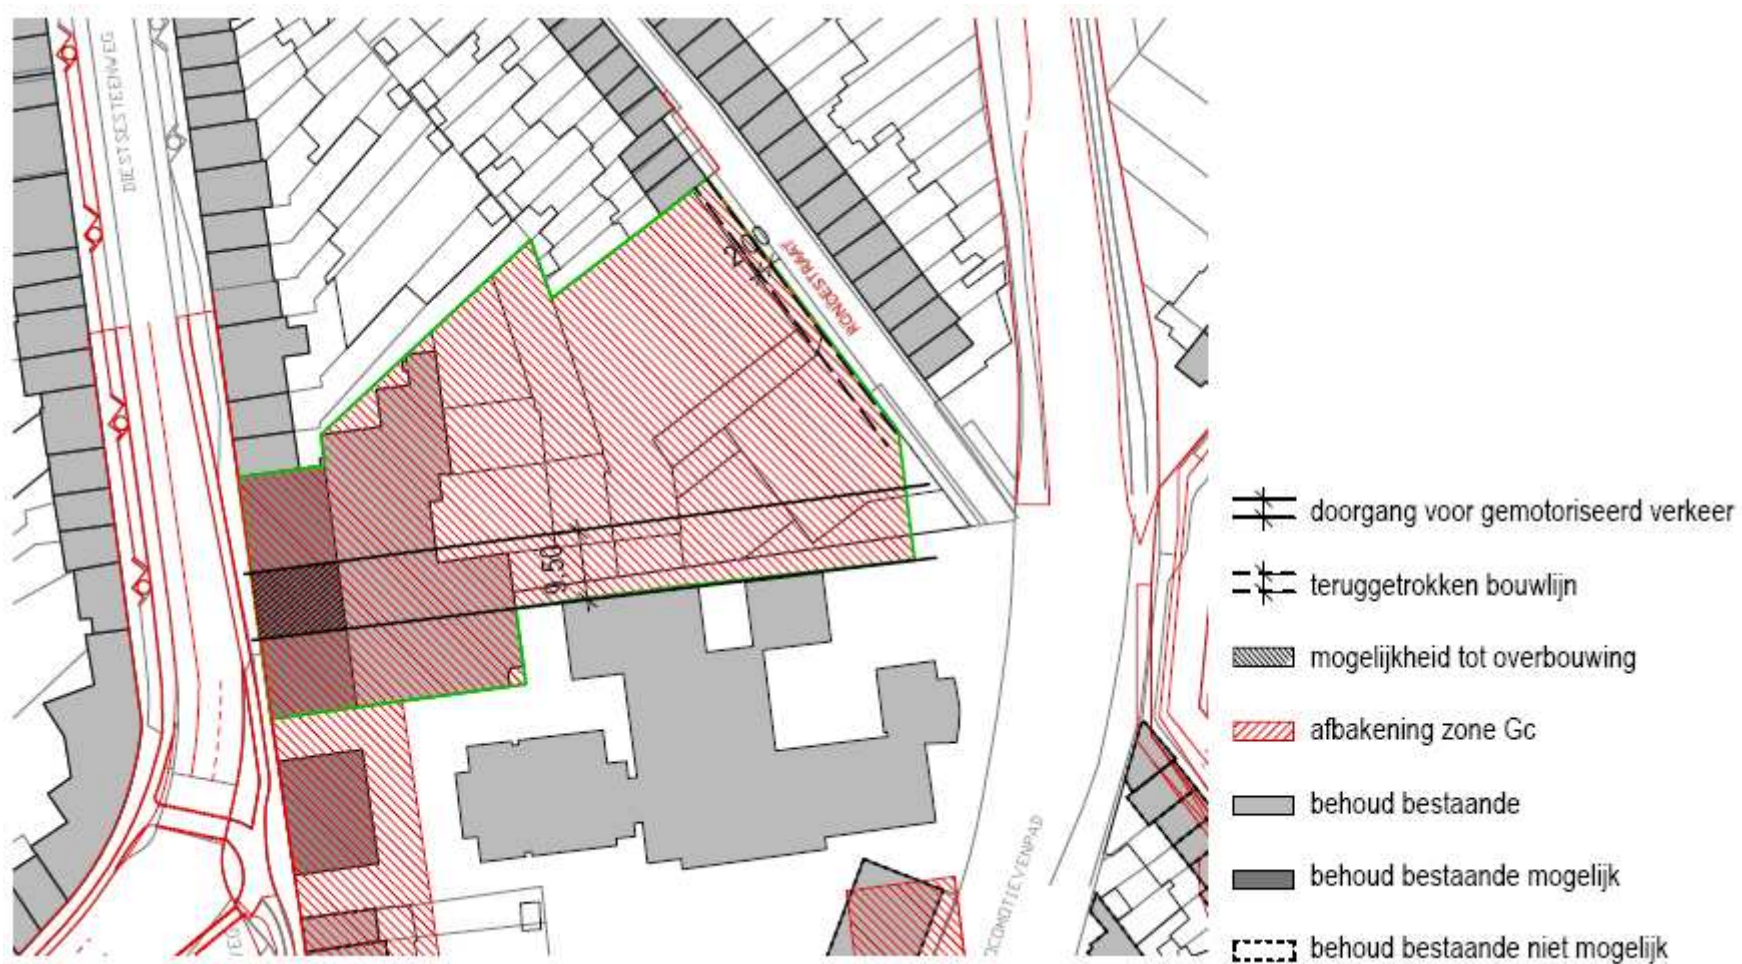 DIESTSESTEENWEG
RONDESTRAAT
9.50
doorgang voor gemotoriseerd verkeer
teruggetrokken bouwlijn
mogelijkheid tot overbouwing
afbakening zone Gc
behoud bestaande
behoud bestaande mogelijk
behoud bestaande niet mogelijk